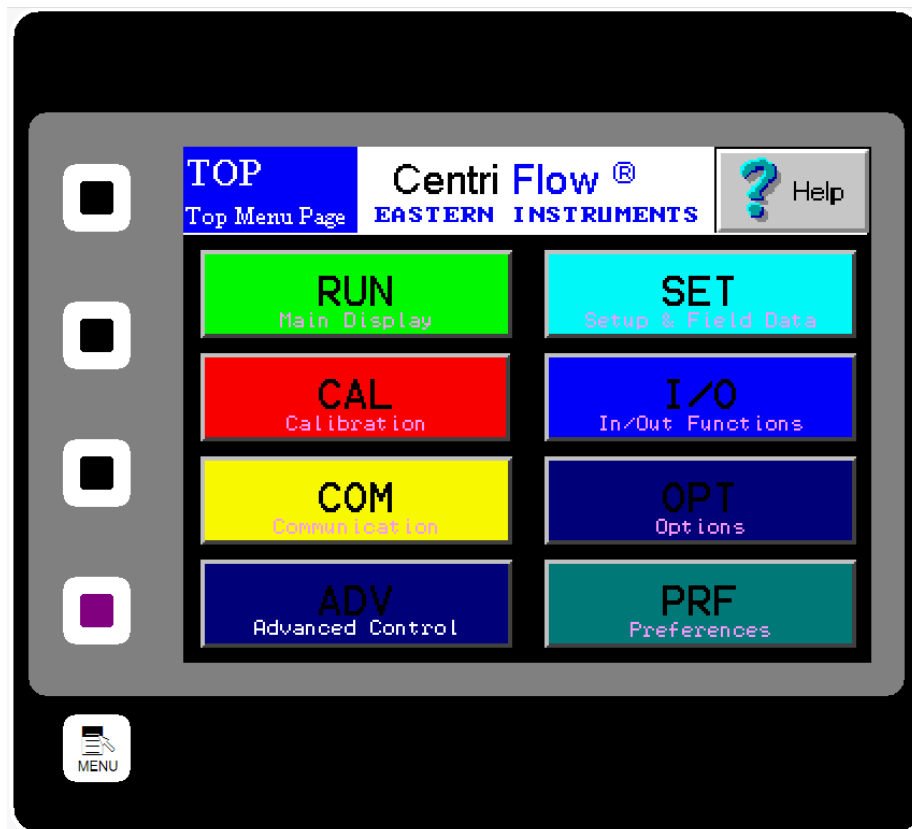 TOP
Top Menu Page
Centri Flow ®
EASTERN INSTRUMENTS
Help
RUN
Main Display
SET
Setup & Field Data
CAL
Calibration
I/O
In/Out Functions
COM
Communication
OPT
Options
ADV
Advanced Control
PRF
Preferences
MENU